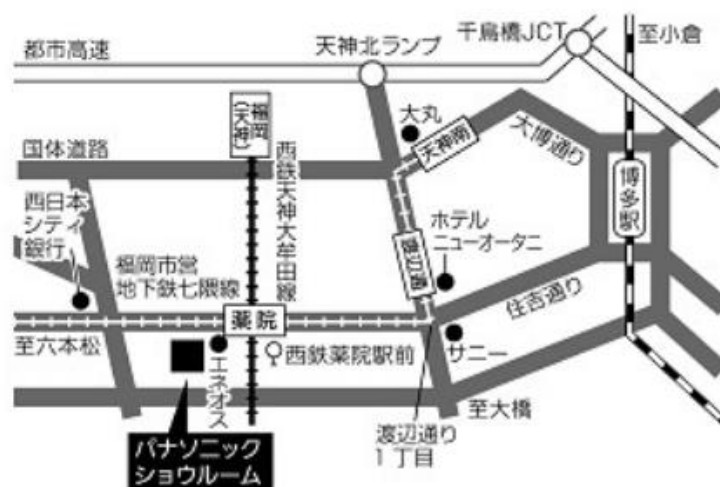 千鳥橋JCT
至小倉
都市高速
天神北ランプ
大丸
天神南
大博通り
福岡
(天神)
西鉄天神大牟田線
国体道路
博多駅
西日本
シティ
銀行
福岡市営
地下鉄七隈線
渡辺通
ホテル
ニューオータニ
住吉通り
薬院
至六本松
エネオス
西鉄薬院駅前
サニー
至大橋
渡辺通り
1丁目
パナソニック
ショウルーム